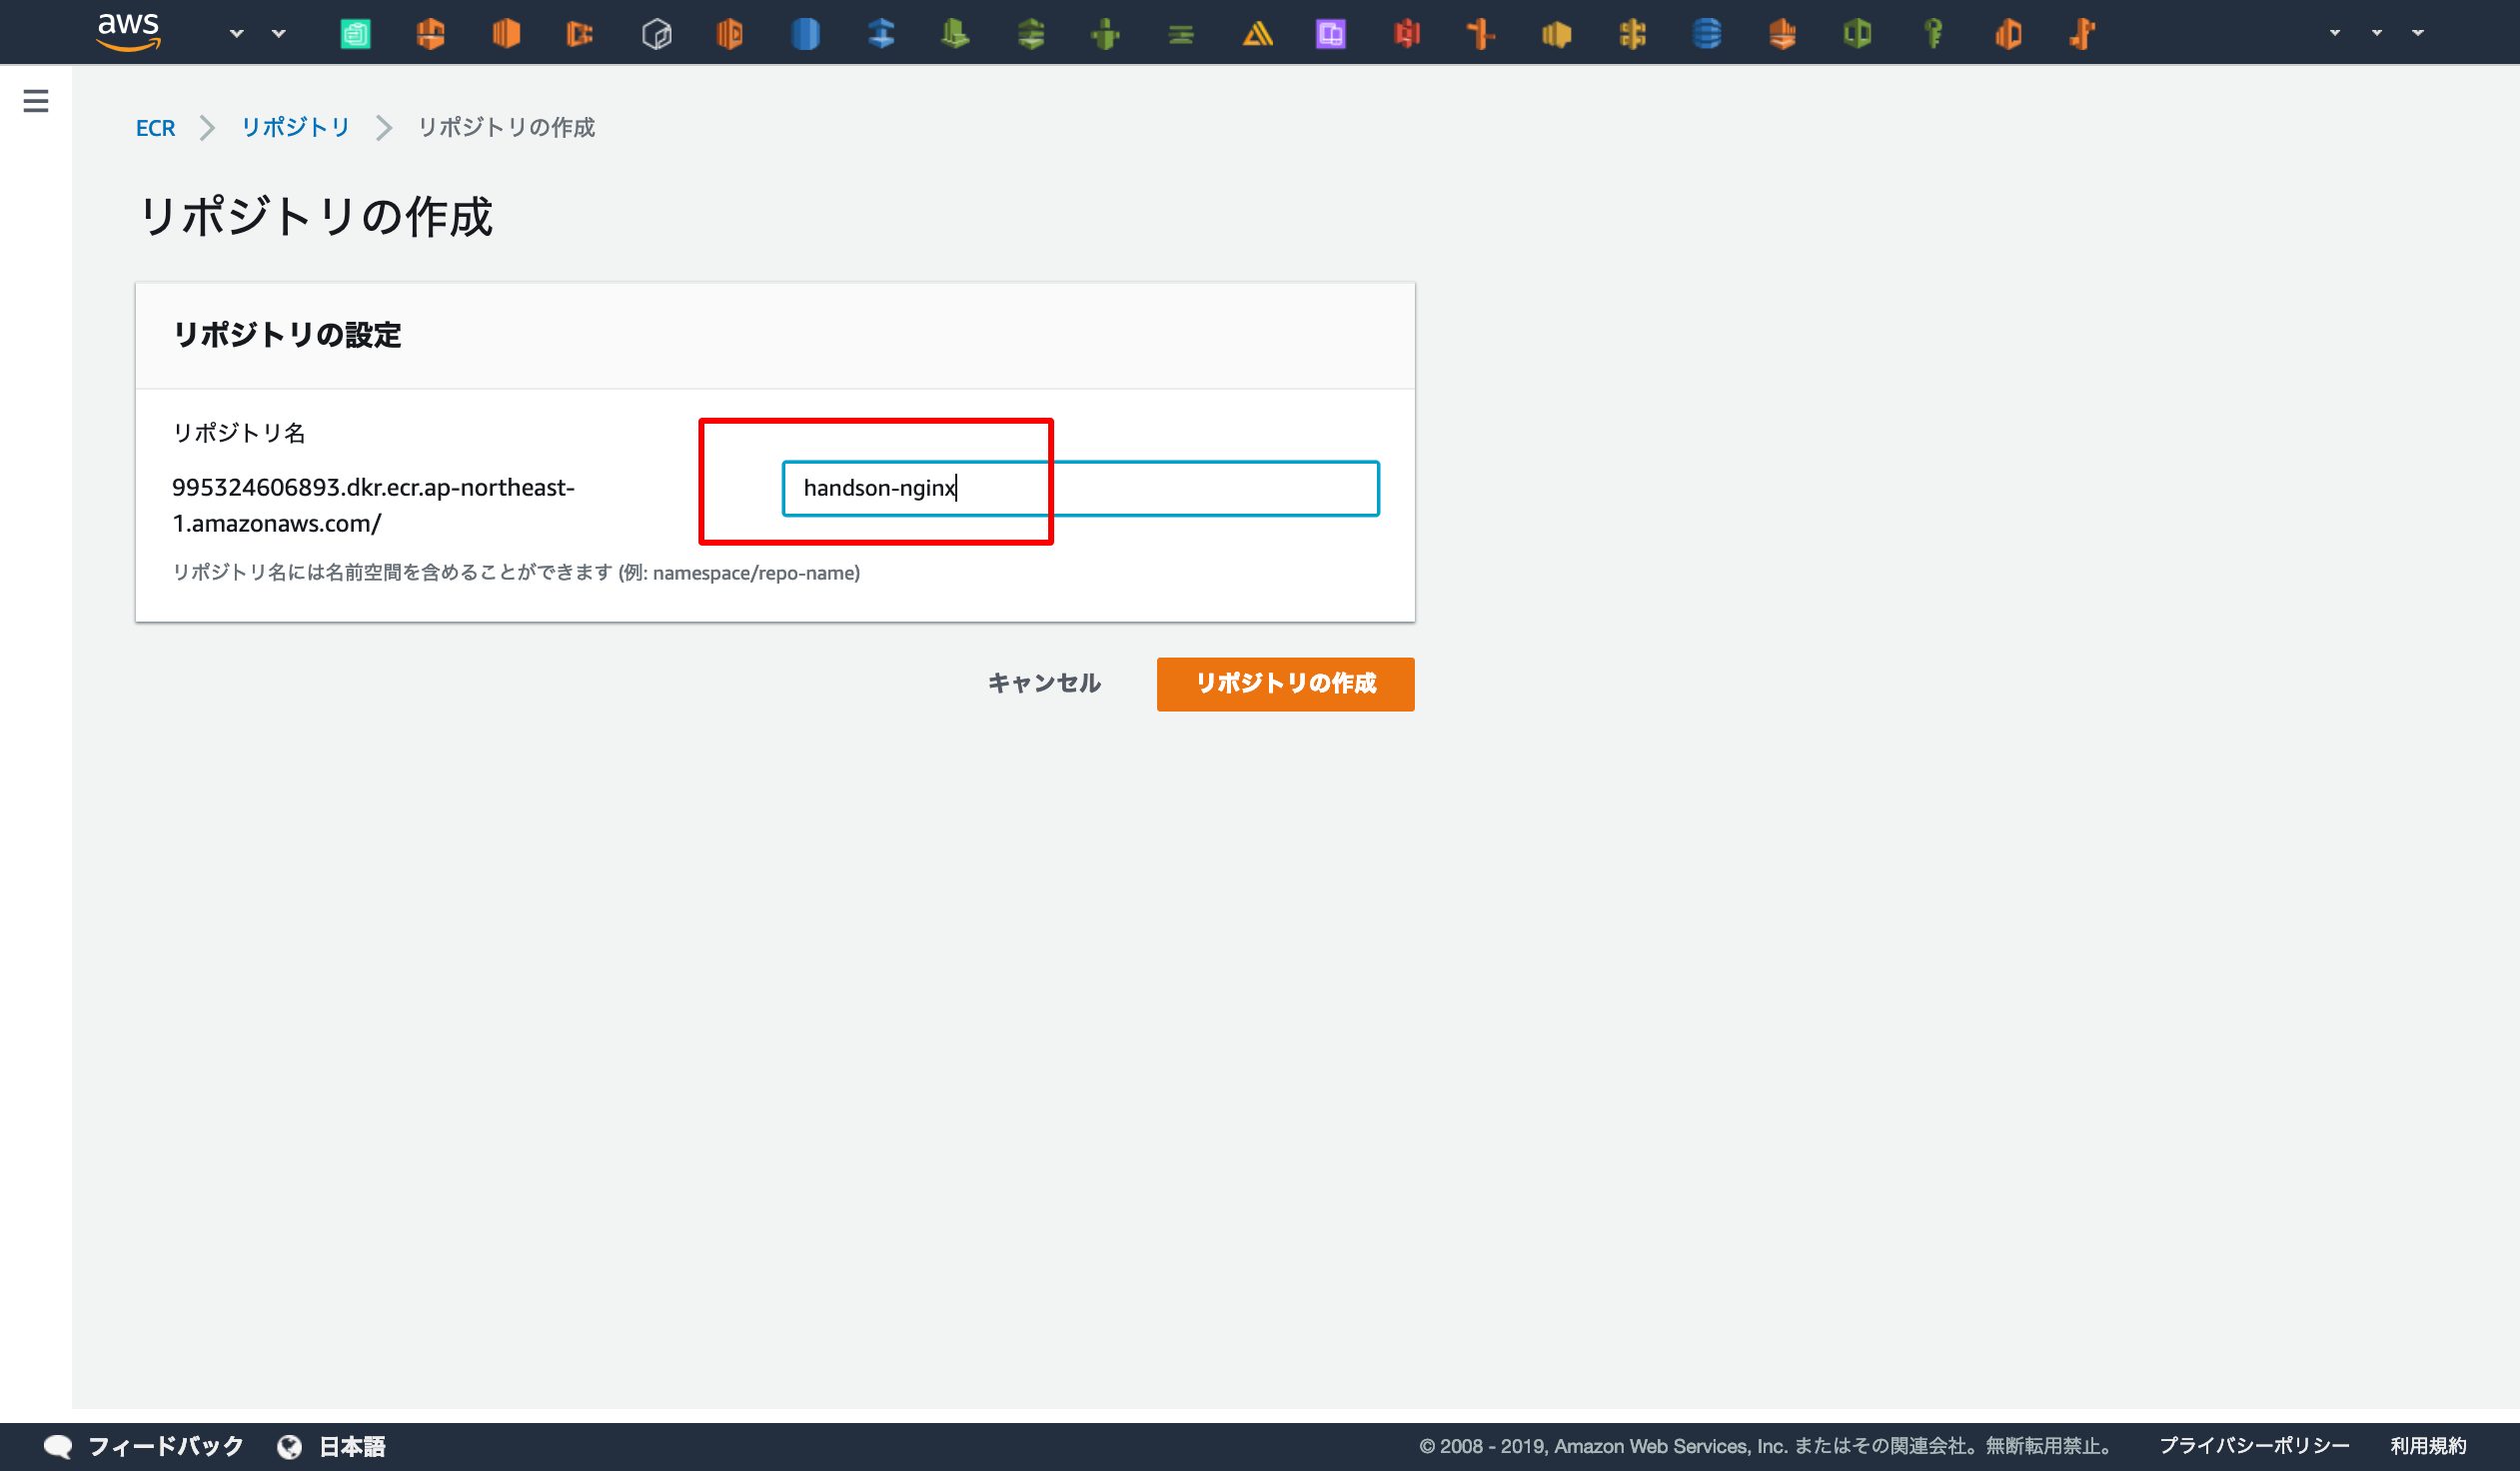 aws
ECR > リポジトリ > リポジトリの作成
リポジトリの作成
リポジトリの設定
リポジトリ名
995324606893.dkr.ecr.ap-northeast-
1.amazonaws.com/
handson-nginx
リポジトリ名には名前空間を含めることができます (例: namespace/repo-name)
キャンセル
リポジトリの作成
フィードバック
日本語
© 2008 - 2019, Amazon Web Services, Inc. またはその関連会社。無断転用禁止。
プライバシーポリシー
利用規約